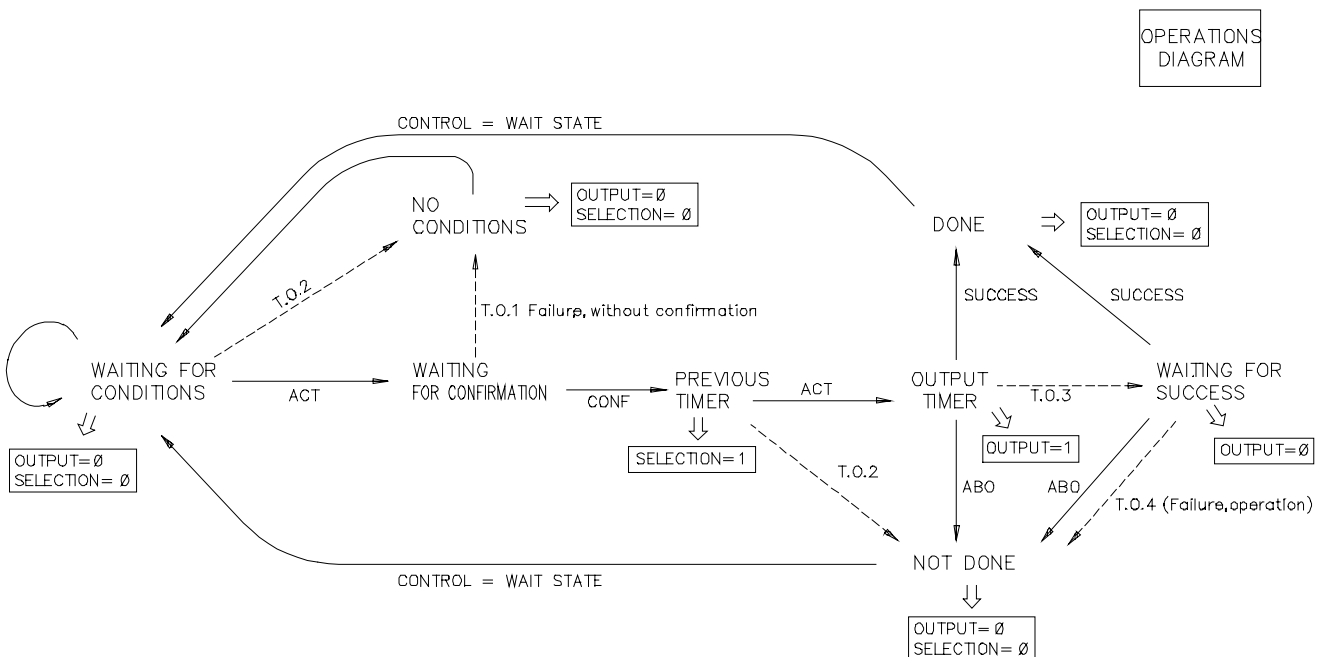 OPERATIONS
DIAGRAM
CONTROL = WAIT STATE
NO
CONDITIONS
OUTPUT=Ø
SELECTION= Ø
DONE
OUTPUT= Ø
SELECTION= Ø
T.O.2
T.O.1 Failure, without confirmation
SUCCESS
SUCCESS
WAITING FOR
CONDITIONS
ACT
WAITING
FOR CONFIRMATION
CONF
PREVIOUS
TIMER
ACT
OUTPUT
TIMER
T.O.3
WAITING FOR
SUCCESS
OUTPUT=Ø
SELECTION= Ø
SELECTION=1
OUTPUT=1
OUTPUT=Ø
T.O.2
ABO
ABO
T.O.4 (Failure,operation)
NOT DONE
CONTROL = WAIT STATE
OUTPUT= Ø
SELECTION= Ø